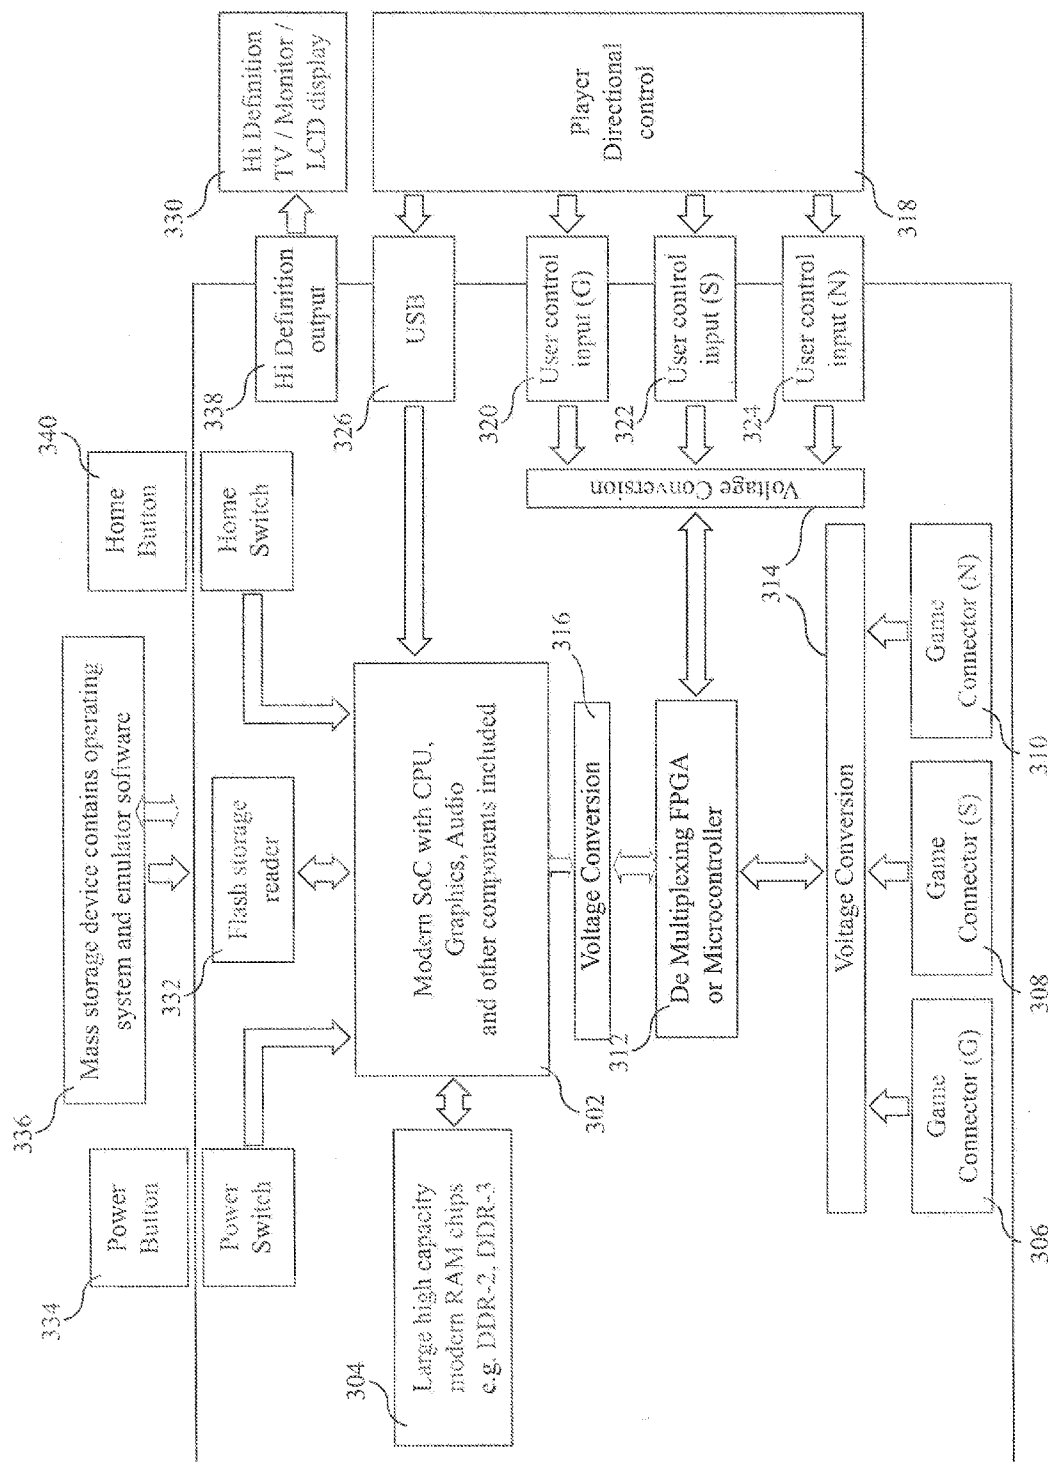 334
Power
Button
Power
Switch
336
Mass storage device contains operating
system and emulator software
340
Home
Button
Home
Switch
332
Flash storage
reader
338
Hi Definition
output
330
Hi Definition
TV / Monitor /
LCD display
304
Large high capacity
modern RAM chips
e.g. DDR-2, DDR-3
302
Modern SoC with CPU,
Graphics, Audio
and other components included
326
USB
Player
Directional
control
318
316
Voltage Conversion
312
De Multiplexing FPGA
or Microcontroller
320
User control
input (G)
322
User control
input (S)
324
User control
input (N)
Voltage Conversion
314
Voltage Conversion
306
Game
Connector (G)
308
Game
Connector (S)
310
Game
Connector (N)